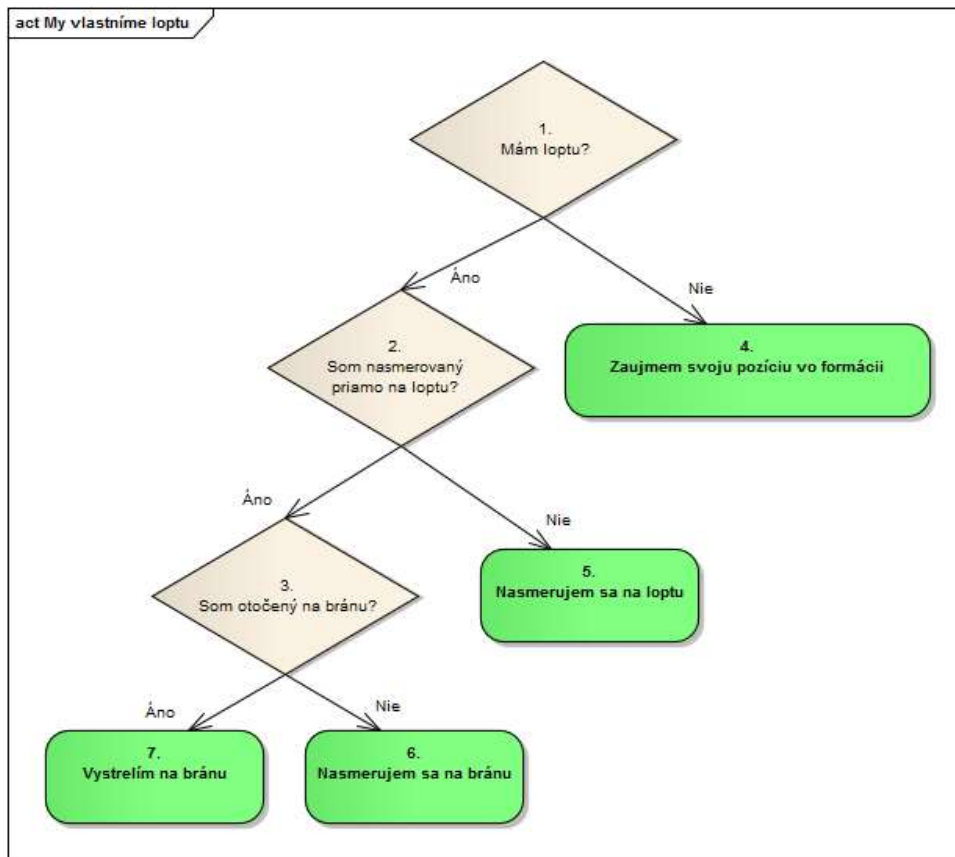 act My vlastníme loptu
1.
Mám loptu?
Áno
Nie
2.
Som nasmerovaný
priamo na loptu?
4.
Zaujmem svoju pozíciu vo formácii
Áno
Nie
3.
Som otočený na bránu?
5.
Nasmerujem sa na loptu
Áno
Nie
7.
Vystrelím na bránu
6.
Nasmerujem sa na bránu